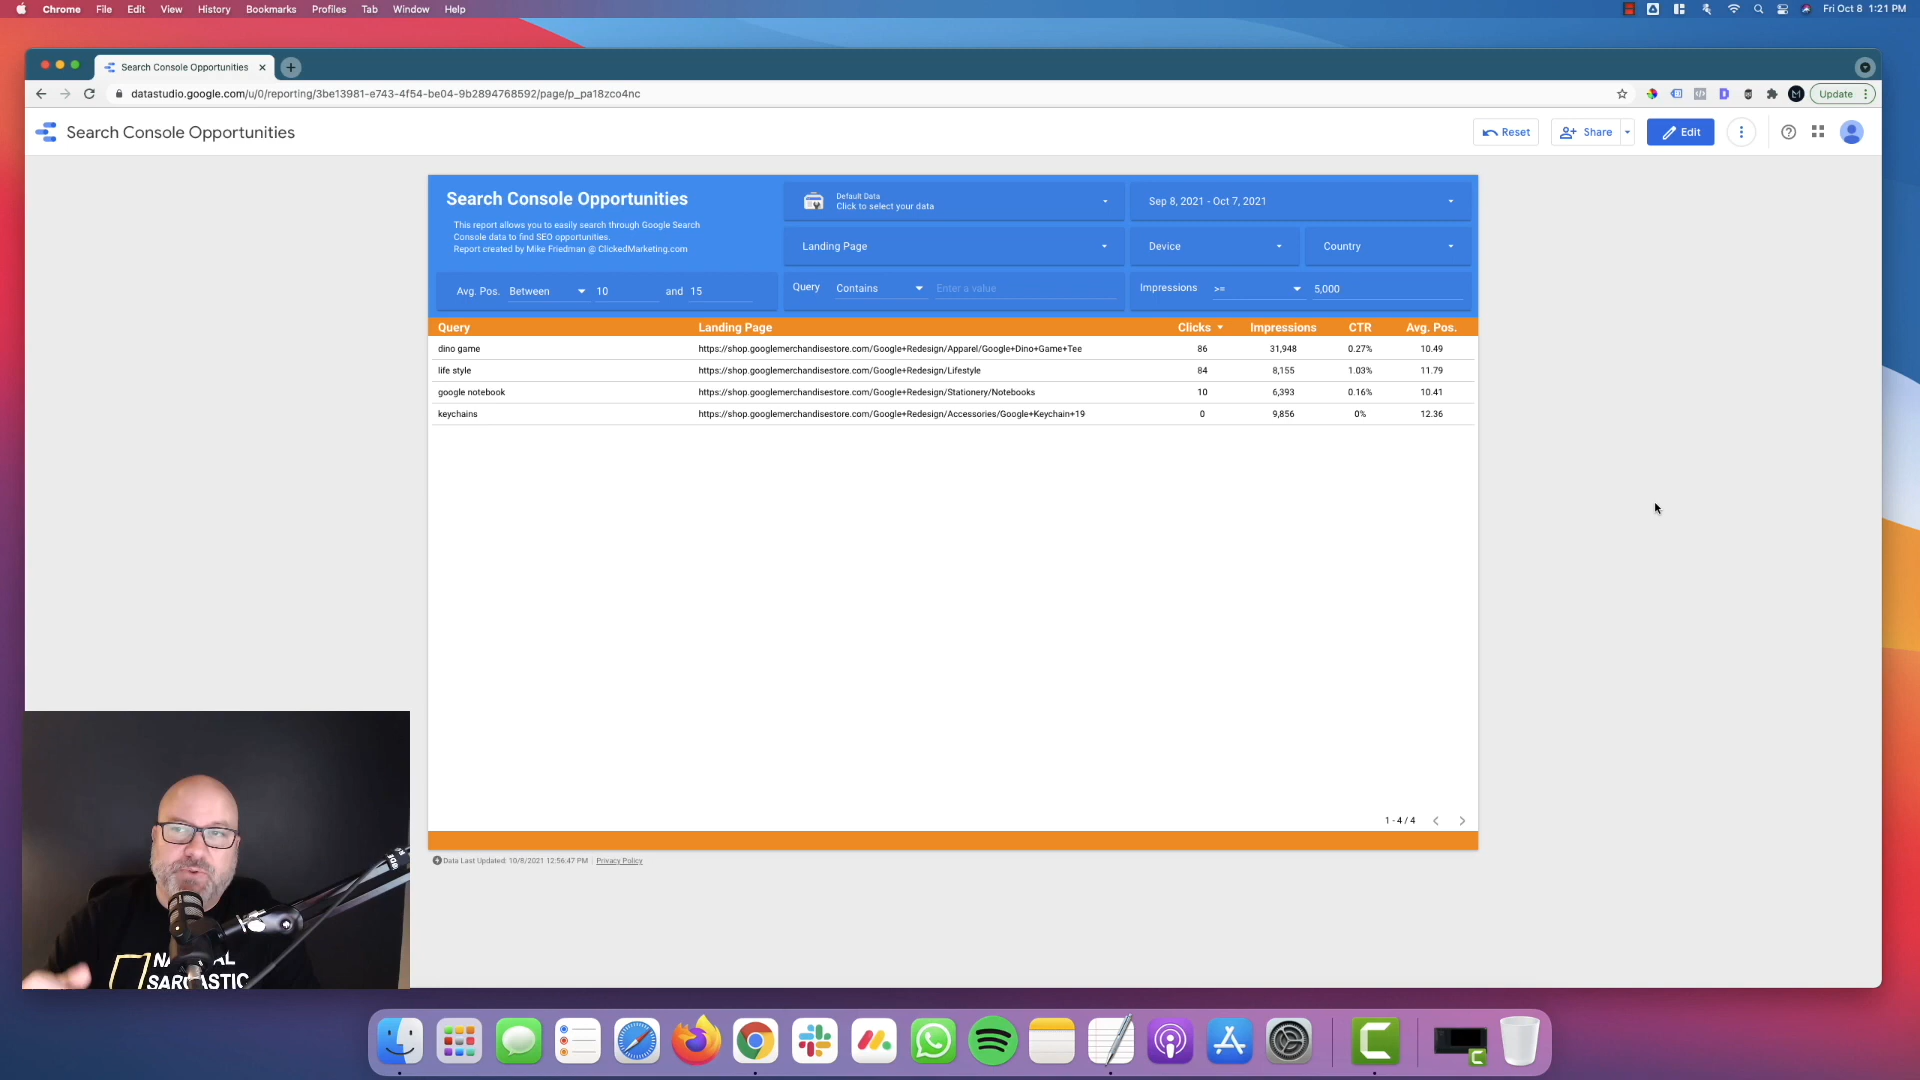 Chrome File Edit View History Bookmarks Profiles Tab Window Help
Fri Oct 8 1:21 PM
Search Console Opportunities
datastudio.google.com/u/0/reporting/3be13981-e743-4f54-be04-9b2894768592/page/p_pa18zco4nc
Update
Search Console Opportunities
Reset
Share
Edit
Search Console Opportunities
This report allows you to easily search through Google Search
Console data to find SEO opportunities.
Report created by Mike Friedman @ ClickedMarketing.com
Default Data
Click to select your data
Sep 8, 2021 - Oct 7, 2021
Landing Page
Device
Country
Avg. Pos. Between 10 and 15
Query Contains Enter a value
Impressions >= 5,000
Query Landing Page Clicks Impressions CTR Avg. Pos.
dino game https://shop.googlemerchandisestore.com/Google+Redesign/Apparel/Google+Dino+Game+Tee 86 31,948 0.27% 10.49
life style https://shop.googlemerchandisestore.com/Google+Redesign/Lifestyle 84 8,155 1.03% 11.79
google notebook https://shop.googlemerchandisestore.com/Google+Redesign/Stationery/Notebooks 10 6,393 0.16% 10.41
keychains https://shop.googlemerchandisestore.com/Google+Redesign/Accessories/Google+Keychain+19 0 9,856 0% 12.36
1 - 4 / 4
Data Last Updated: 10/8/2021 12:56:47 PM | Privacy Policy
SARCASTIC